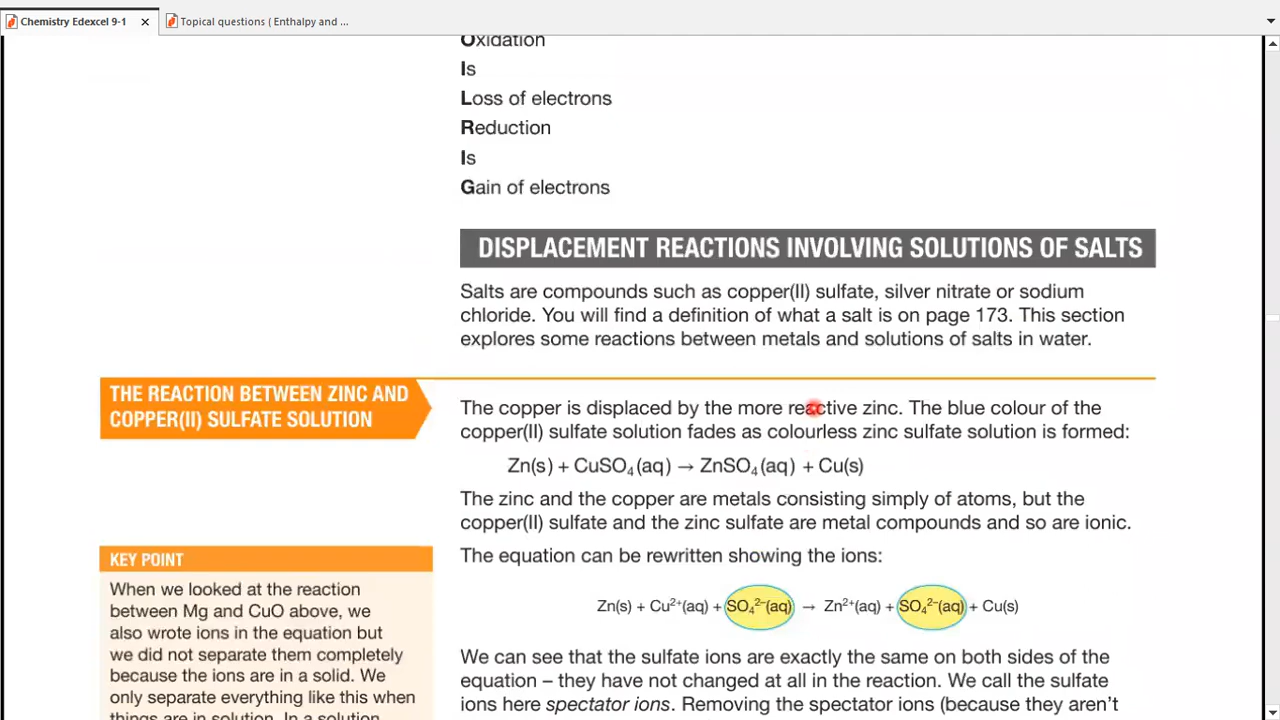 Chemistry Edexcel 9-1
Topical questions ( Enthalpy and ...
Oxidation
Is
Loss of electrons
Reduction
Is
Gain of electrons
DISPLACEMENT REACTIONS INVOLVING SOLUTIONS OF SALTS
Salts are compounds such as copper(II) sulfate, silver nitrate or sodium
chloride. You will find a definition of what a salt is on page 173. This section
explores some reactions between metals and solutions of salts in water.
THE REACTION BETWEEN ZINC AND
COPPER(II) SULFATE SOLUTION
The copper is displaced by the more reactive zinc. The blue colour of the
copper(II) sulfate solution fades as colourless zinc sulfate solution is formed:
Zn(s) + CuSO₄(aq) → ZnSO₄(aq) + Cu(s)
The zinc and the copper are metals consisting simply of atoms, but the
copper(II) sulfate and the zinc sulfate are metal compounds and so are ionic.
The equation can be rewritten showing the ions:
Zn(s) + Cu²⁺(aq) + SO₄²⁻(aq) → Zn²⁺(aq) + SO₄²⁻(aq) + Cu(s)
We can see that the sulfate ions are exactly the same on both sides of the
equation – they have not changed at all in the reaction. We call the sulfate
ions here spectator ions. Removing the spectator ions (because they aren't
KEY POINT
When we looked at the reaction
between Mg and CuO above, we
also wrote ions in the equation but
we did not separate them completely
because the ions are in a solid. We
only separate everything like this when
things are in solution. In a solution